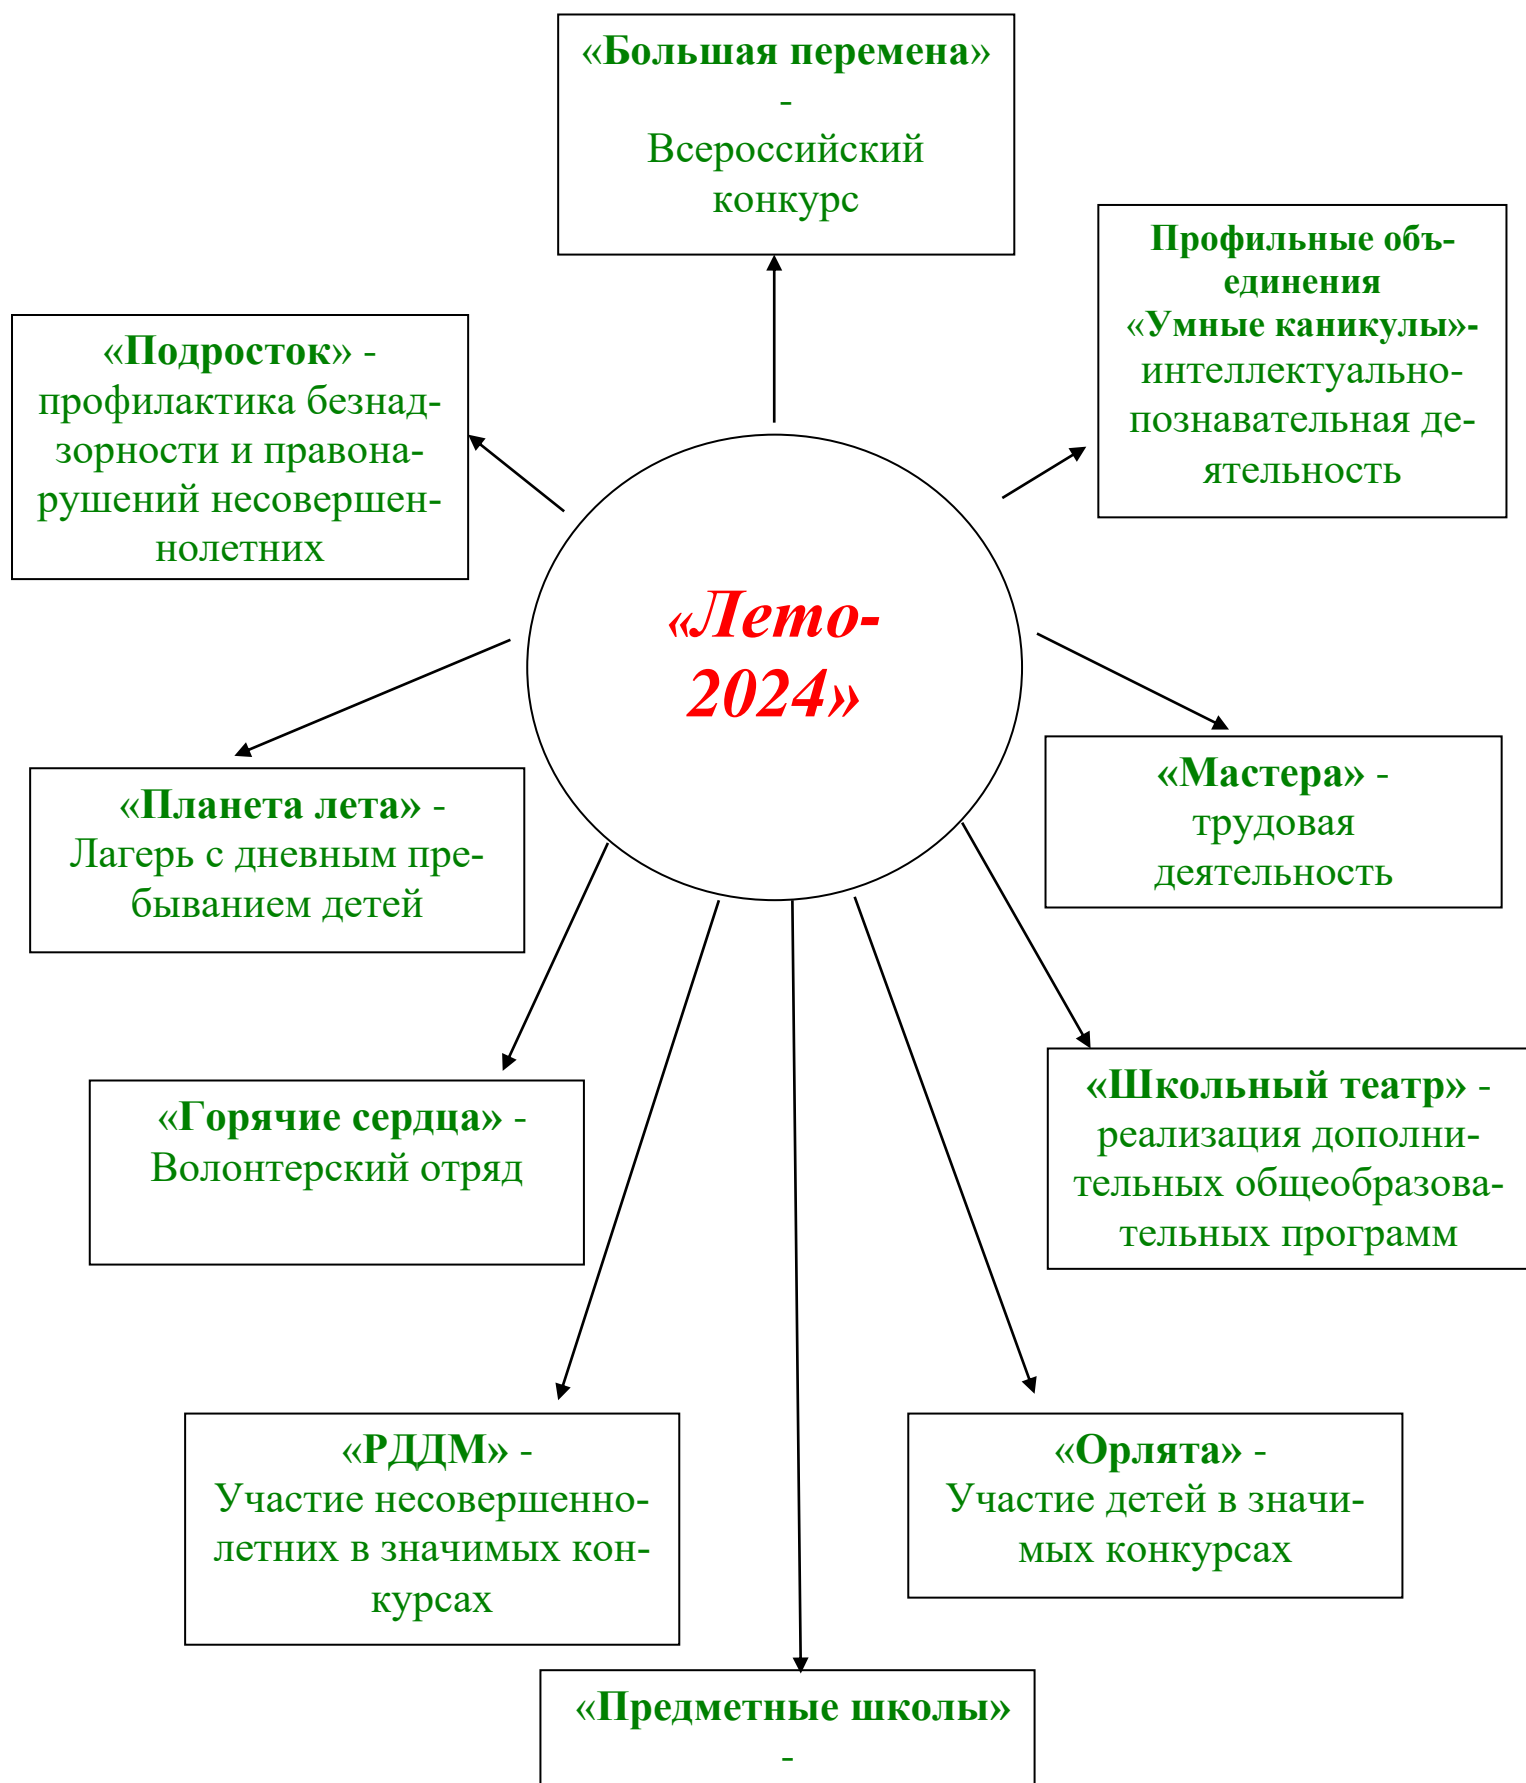 «Большая перемена»
-
Всероссийский
конкурс
Профильные объ-
единения
«Умные каникулы»-
интеллектуально-
познавательная де-
ятельность
«Подросток» -
профилактика безнад-
зорности и правона-
рушений несовершен-
нолетних
«Лето-
2024»
«Мастера» -
трудовая
деятельность
«Планета лета» -
Лагерь с дневным пре-
быванием детей
«Школьный театр» -
реализация дополни-
тельных общеобразова-
тельных программ
«Горячие сердца» -
Волонтерский отряд
«РДДМ» -
Участие несовершенно-
летних в значимых кон-
курсах
«Орлята» -
Участие детей в значи-
мых конкурсах
«Предметные школы»
-